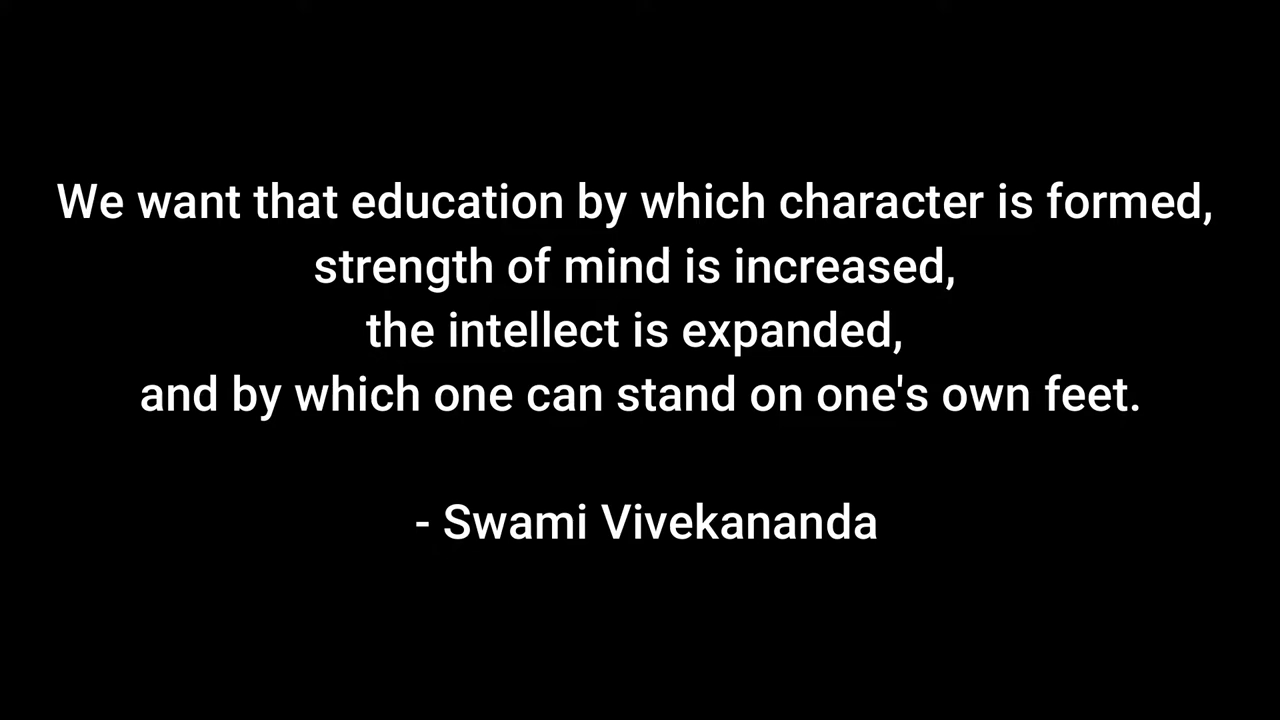 We want that education by which character is formed,
strength of mind is increased,
the intellect is expanded,
and by which one can stand on one's own feet.
- Swami Vivekananda